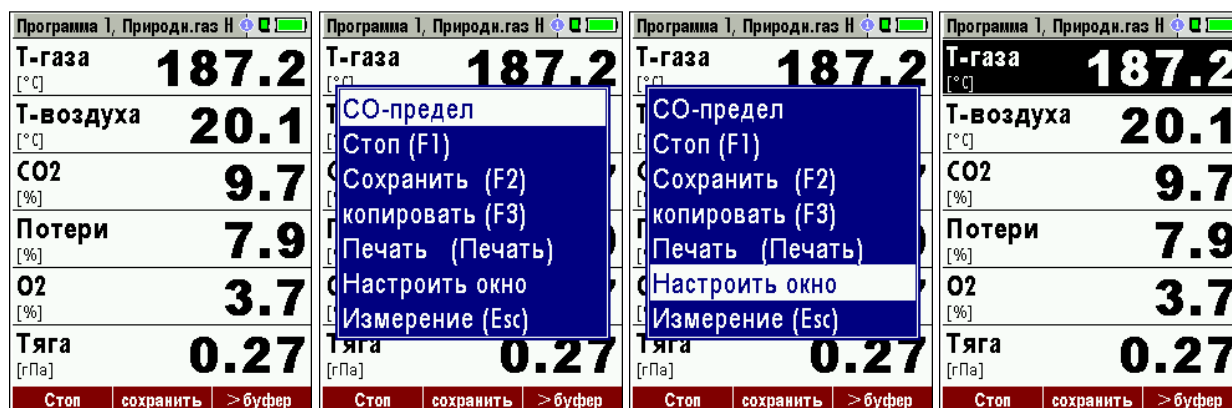 Программа 1, Природн.газ H
Т-газа 187.2
[°C]
Т-воздуха 20.1
[°C]
CO2 9.7
[%]
Потери 7.9
[%]
O2 3.7
[%]
Тяга 0.27
[гПа]
Стоп сохранить >буфер
Программа 1, Природн.газ H
Т-газа 187.2
[°C]
СО-предел
Стоп (F1)
Сохранить (F2)
копировать (F3)
Печать (Печать)
Настроить окно
Измерение (Esc)
Тяга 0.27
[гПа]
Стоп сохранить >буфер
Программа 1, Природн.газ H
Т-газа 187.2
[°C]
СО-предел
Стоп (F1)
Сохранить (F2)
копировать (F3)
Печать (Печать)
Настроить окно
Измерение (Esc)
Тяга 0.27
[гПа]
Стоп сохранить >буфер
Программа 1, Природн.газ H
Т-газа 187.2
[°C]
Т-воздуха 20.1
[°C]
CO2 9.7
[%]
Потери 7.9
[%]
O2 3.7
[%]
Тяга 0.27
[гПа]
Стоп сохранить >буфер